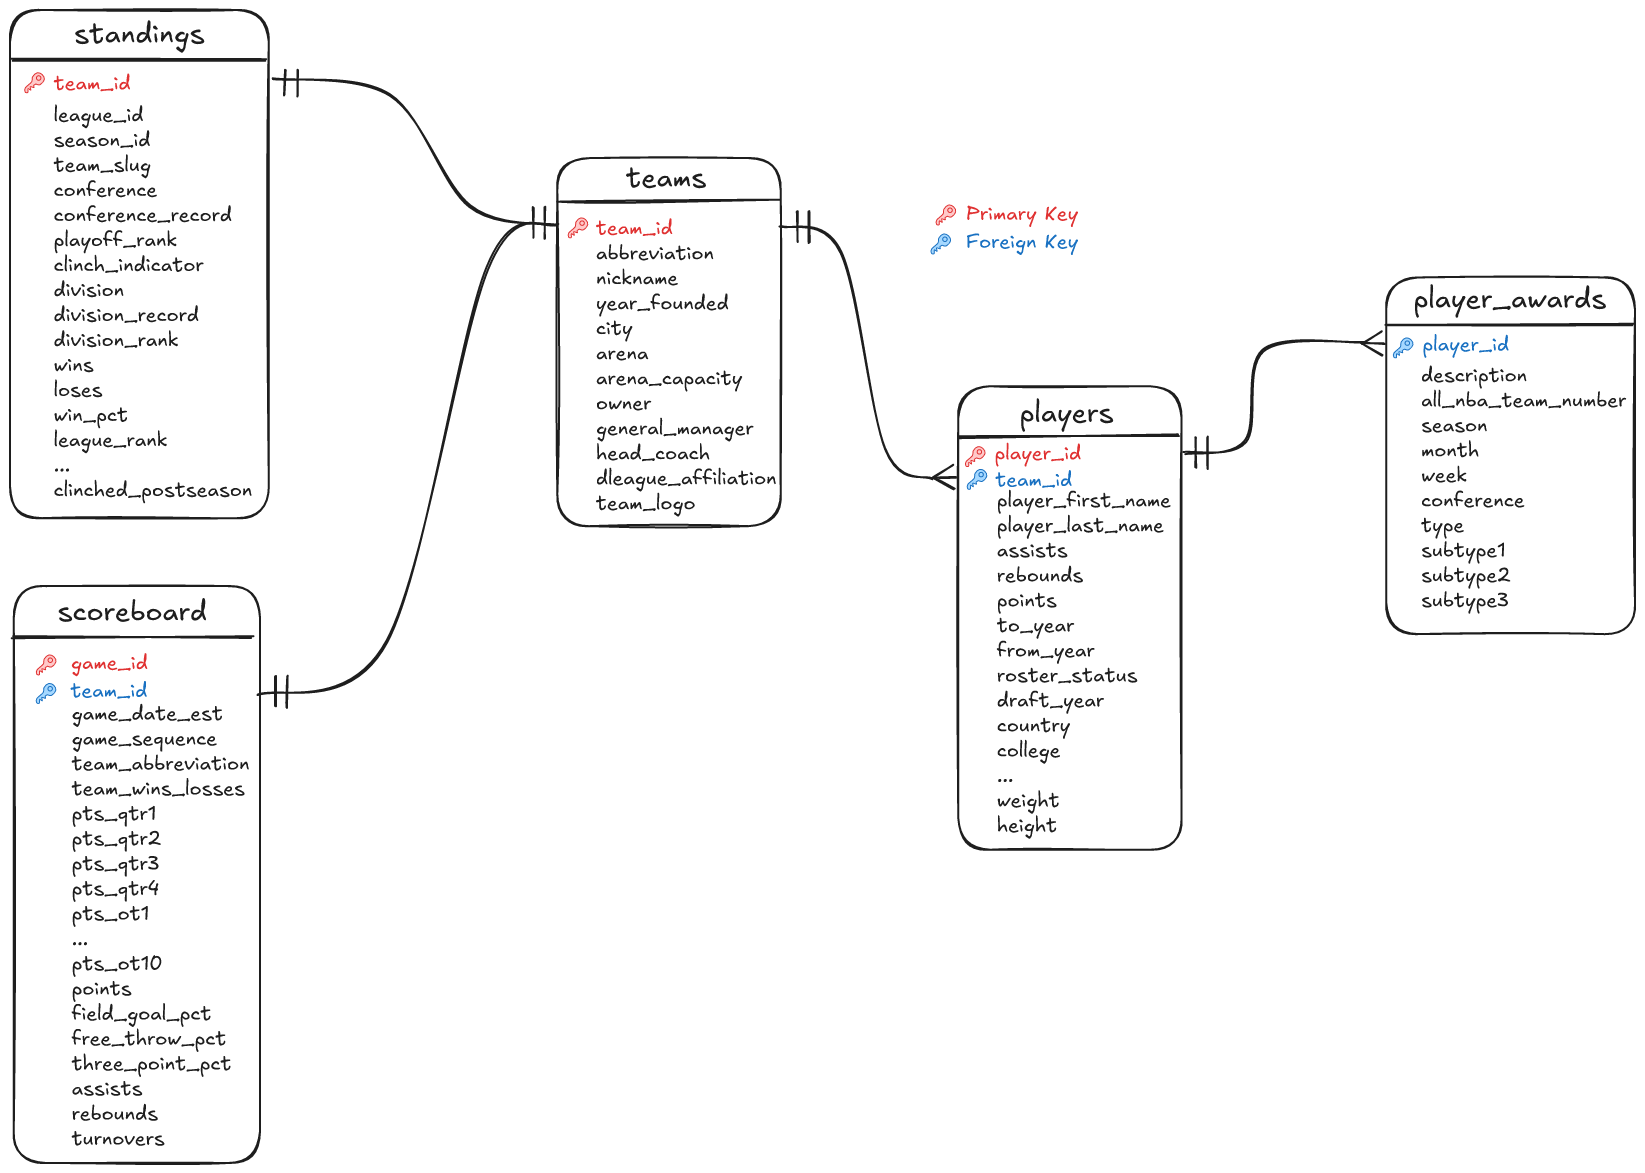 standings
team_id
league_id
season_id
team_slug
conference
conference_record
playoff_rank
clinch_indicator
division
division_record
division_rank
wins
loses
win_pct
league_rank
...
clinched_postseason
scoreboard
game_id
team_id
game_date_est
game_sequence
team_abbreviation
team_wins_losses
pts_qtr1
pts_qtr2
pts_qtr3
pts_qtr4
pts_ot1
...
pts_ot10
points
field_goal_pct
free_throw_pct
three_point_pct
assists
rebounds
turnovers
teams
team_id
abbreviation
nickname
year_founded
city
arena
arena_capacity
owner
general_manager
head_coach
dleague_affiliation
team_logo
Primary Key
Foreign Key
players
player_id
team_id
player_first_name
player_last_name
assists
rebounds
points
to_year
from_year
roster_status
draft_year
country
college
...
weight
height
player_awards
player_id
description
all_nba_team_number
season
month
week
conference
type
subtype1
subtype2
subtype3